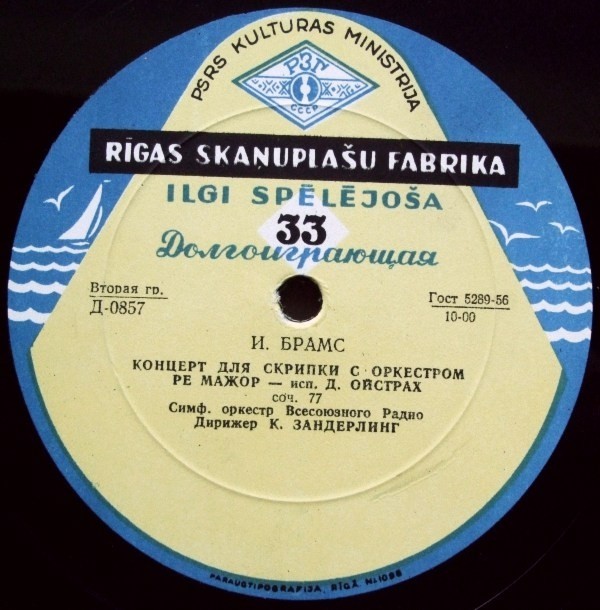 PSRS KULTURAS MINISTRIJA
РЗГ
СССР
RĪGAS SKAŅUPLAŠU FABRIKA
ILGI SPĒLĒJOŠA
33
Долгоиграющая
Вторая гр.
Д-0857
Гост 5289-56
10-00
И. БРАМС
КОНЦЕРТ ДЛЯ СКРИПКИ С ОРКЕСТРОМ
РЕ МАЖОР — исп. Д. ОЙСТРАХ
соч. 77
Симф. оркестр Всесоюзного Радио
Дирижер К. ЗАНДЕРЛИНГ
PARAUGTIPOGRAFIJA, RĪGĀ